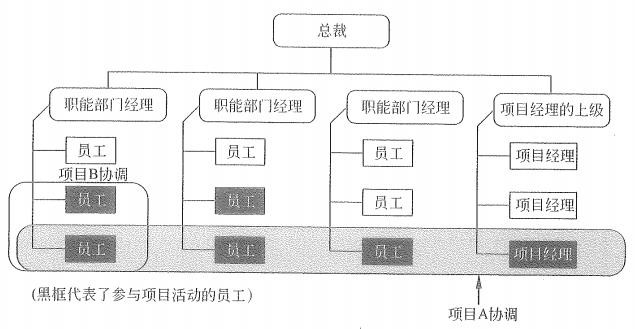 总裁
职能部门经理 职能部门经理 职能部门经理 项目经理的上级
员工 员工 员工 项目经理
项目B协调
员工 员工 员工 项目经理
员工 员工 员工 项目经理
(黑框代表了参与项目活动的员工)
项目A协调